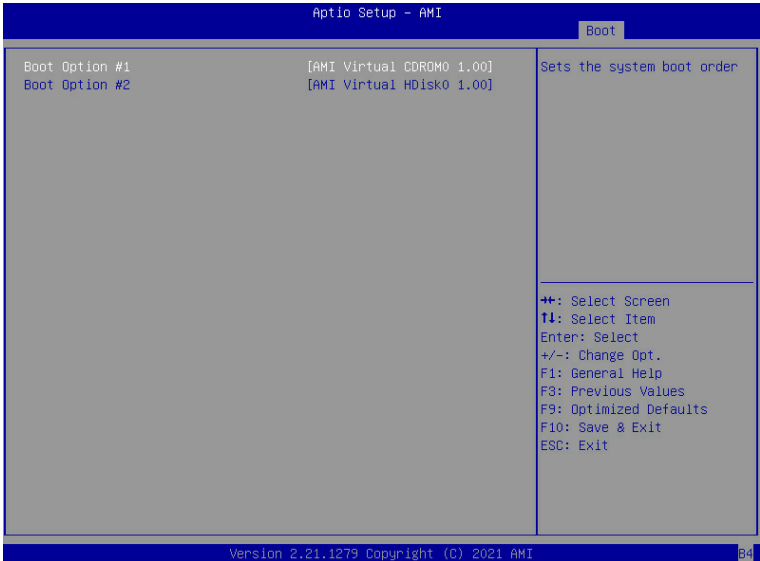 Aptio Setup - AMI
Boot
Boot Option #1 [AMI Virtual CDROM0 1.00]
Boot Option #2 [AMI Virtual HDisk0 1.00]
Sets the system boot order
→←: Select Screen
↑↓: Select Item
Enter: Select
+/-: Change Opt.
F1: General Help
F3: Previous Values
F9: Optimized Defaults
F10: Save & Exit
ESC: Exit
Version 2.21.1279 Copyright (C) 2021 AMI
B4